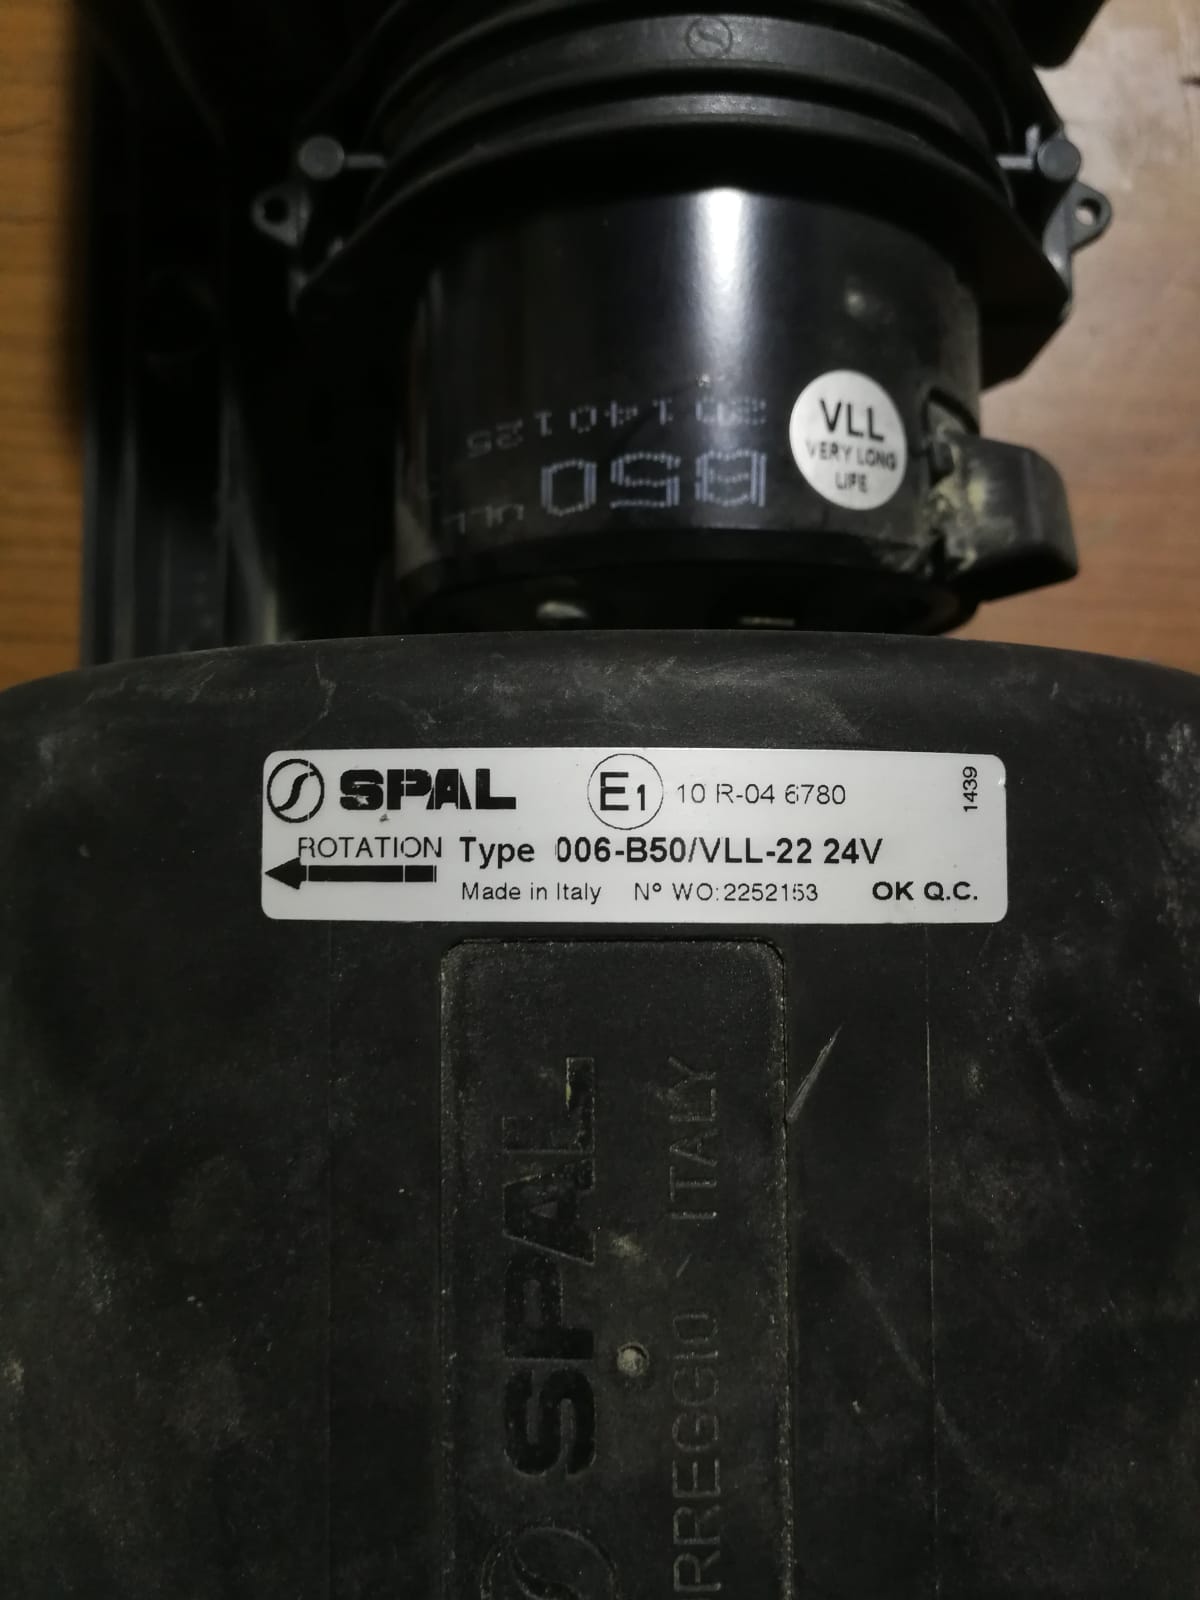 20140125
B50
VLL
VLL
VERY LONG
LIFE
SPAL
E1
10 R-04 6780
1439
ROTATION
Type 006-B50/VLL-22 24V
Made in Italy N° WO:2252153 OK Q.C.
SPAL
RREGGIO - ITALY